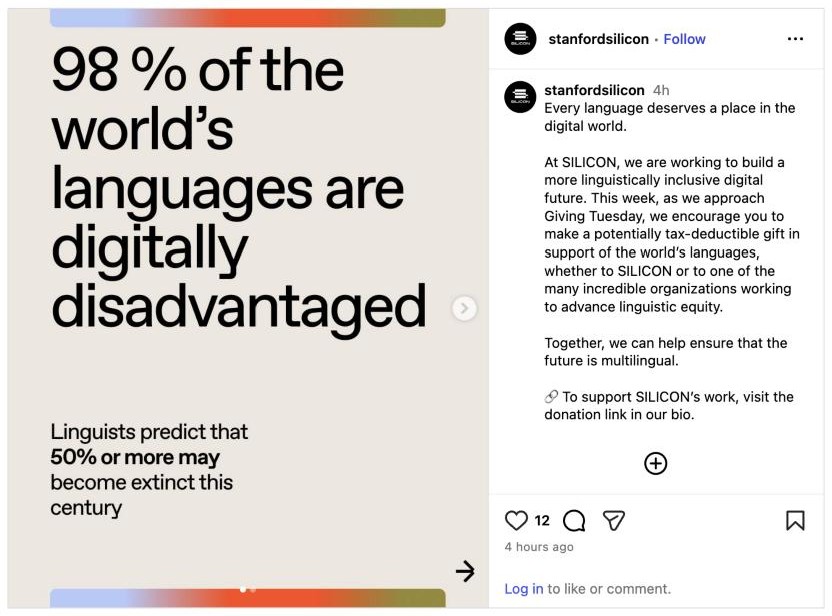 98 % of the
world's
languages are
digitally
disadvantaged
Linguists predict that
50% or more may
become extinct this
century
stanfordsilicon • Follow
stanfordsilicon 4h
Every language deserves a place in the
digital world.
At SILICON, we are working to build a
more linguistically inclusive digital
future. This week, as we approach
Giving Tuesday, we encourage you to
make a potentially tax-deductible gift in
support of the world's languages,
whether to SILICON or to one of the
many incredible organizations working
to advance linguistic equity.
Together, we can help ensure that the
future is multilingual.
🔗 To support SILICON's work, visit the
donation link in our bio.
12
4 hours ago
Log in to like or comment.